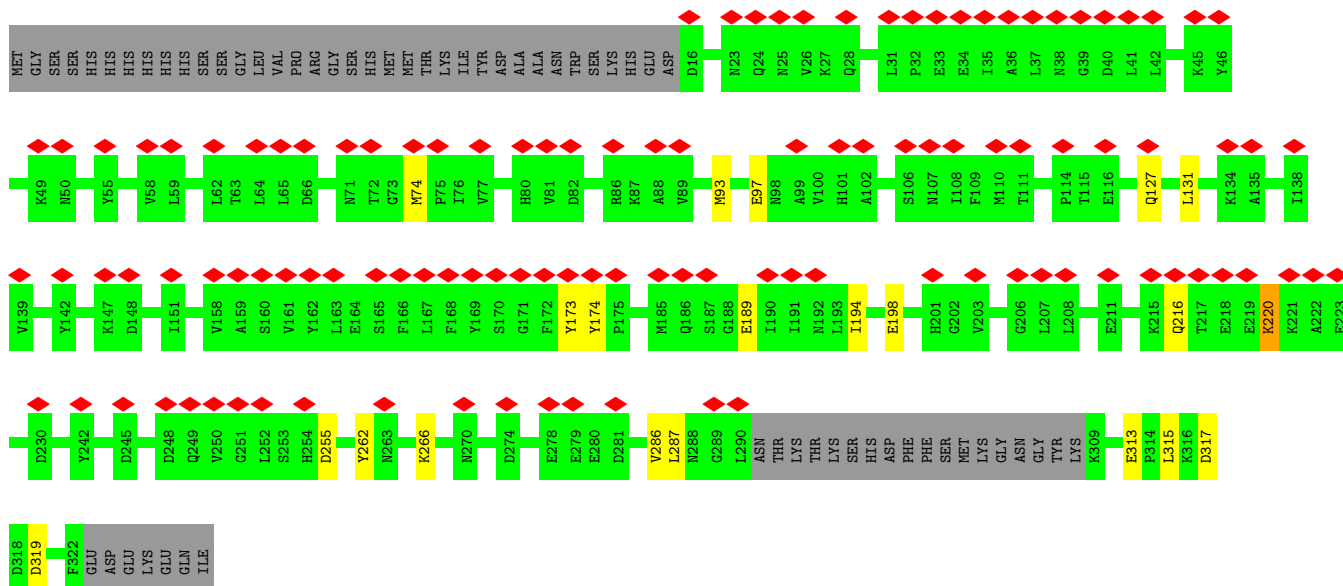 MET GLY SER SER HIS HIS HIS HIS HIS HIS SER SER GLY LEU VAL PRO ARG GLY SER HIS MET MET THR LYS ILE TYR ASP ALA ALA ASN TRP SER LYS HIS GLU ASP D16 N23 Q24 N25 V26 K27 Q28 L31 P32 E33 E34 I35 A36 L37 N38 G39 D40 L41 L42 K45 Y46
K49 N50 Y55 V58 L59 L62 T63 L64 L65 D66 N71 T72 G73 M74 P75 I76 V77 H80 V81 D82 R86 K87 A88 V89 M93 E97 N98 A99 V100 H101 A102 S106 N107 I108 F109 M110 T111 P114 T115 E116 Q127 L131 K134 A135 I138
V139 Y142 K147 D148 I151 V158 A159 S160 V161 Y162 L163 E164 S165 F166 L167 F168 Y169 S170 G171 F172 Y173 Y174 P175 M185 Q186 S187 G188 E189 I190 I191 N192 L193 I194 E198 H201 G202 V203 G206 L207 L208 E211 K215 Q216 T217 E218 E219 K220 K221 A222
D230 Y242 D245 D248 Q249 V250 G251 L252 S253 H254 D255 Y262 N263 K266 N270 D274 E278 E279 E280 D281 V286 L287 N288 G289 L290 ASN THR LYS THR LYS SER HIS ASP PHE PHE SER MET LYS GLY ASN GLY TYR LYS K309 E313 P314 L315 K316 D317
D318 D319 F322 GLU ASP GLU LYS GLU GLN ILE